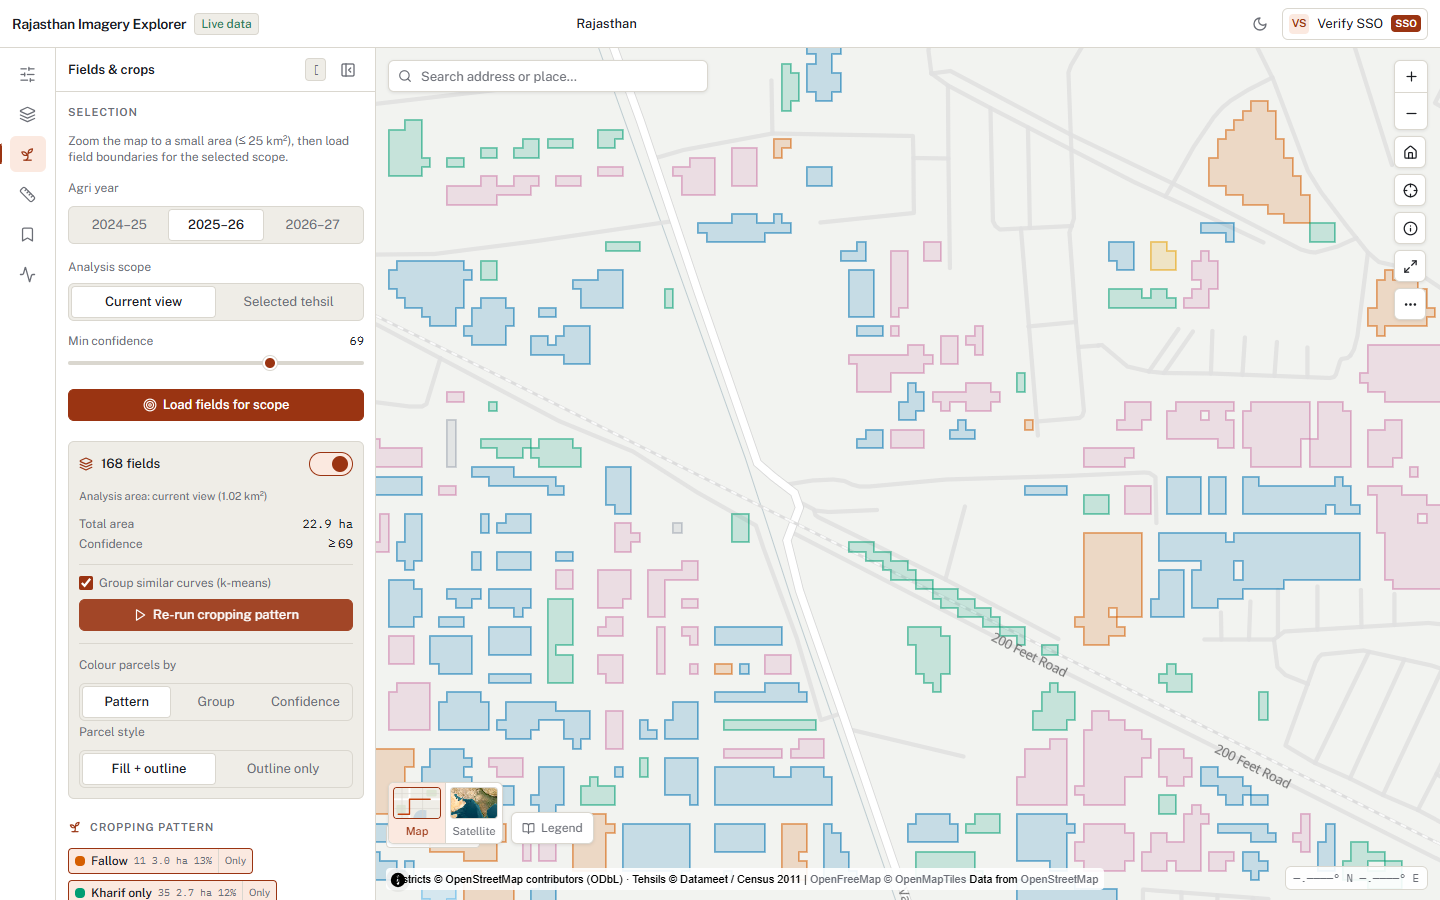 Rajasthan Imagery Explorer
Live data
Rajasthan
VS
Verify SSO
SSO
Fields & crops
Search address or place...
SELECTION
Zoom the map to a small area (≤ 25 km²), then load
field boundaries for the selected scope.
Agri year
2024–25
2025–26
2026–27
Analysis scope
Current view
Selected tehsil
Min confidence
69
Load fields for scope
168 fields
Analysis area: current view (1.02 km²)
Total area
22.9 ha
Confidence
≥69
Group similar curves (k-means)
Re-run cropping pattern
Colour parcels by
Pattern
Group
Confidence
Parcel style
Fill + outline
Outline only
CROPPING PATTERN
Fallow 11 3.0 ha 13% Only
Kharif only 35 2.7 ha 12% Only
200 Feet Road
200 Feet Road
Map
Satellite
Legend
stricts © OpenStreetMap contributors (ODbL) · Tehsils © Datameet / Census 2011 | OpenFreeMap © OpenMapTiles Data from OpenStreetMap
—.————° N —.————° E